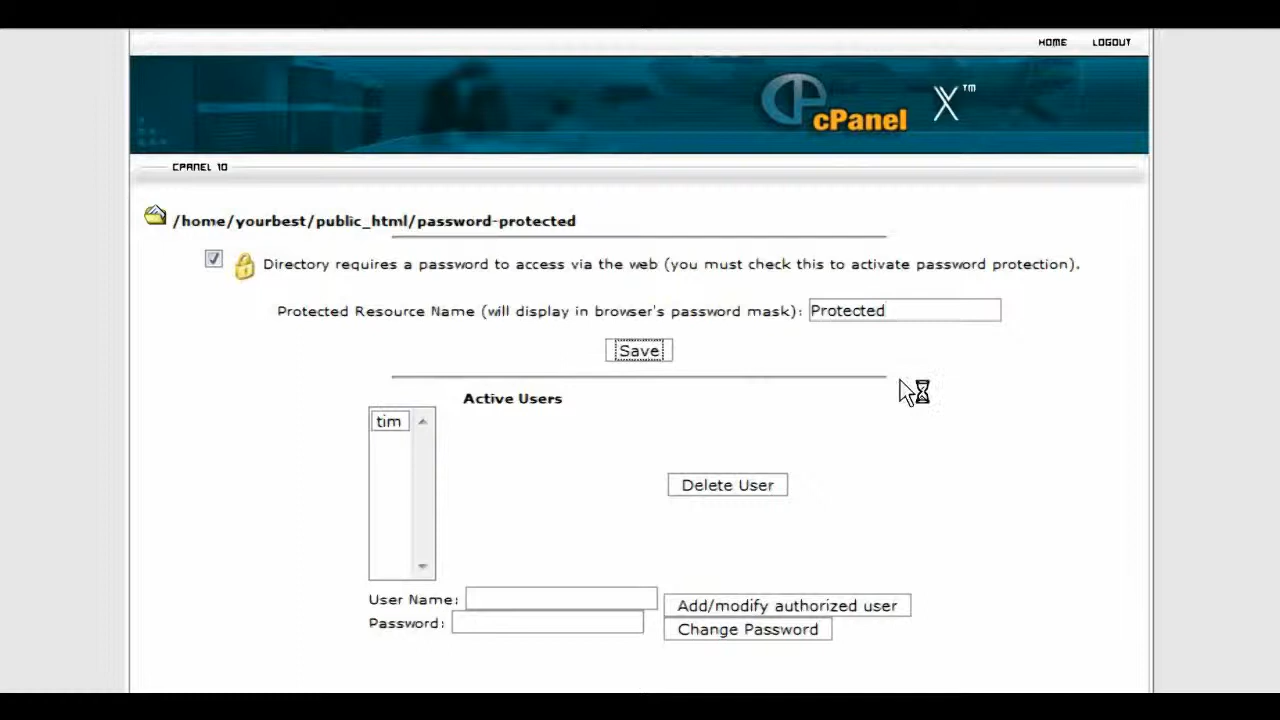 HOME LOGOUT
cPanel X™
CPANEL 10
/home/yourbest/public_html/password-protected
Directory requires a password to access via the web (you must check this to activate password protection).
Protected Resource Name (will display in browser's password mask): Protected
Save
Active Users
tim
Delete User
User Name: Add/modify authorized user
Password: Change Password